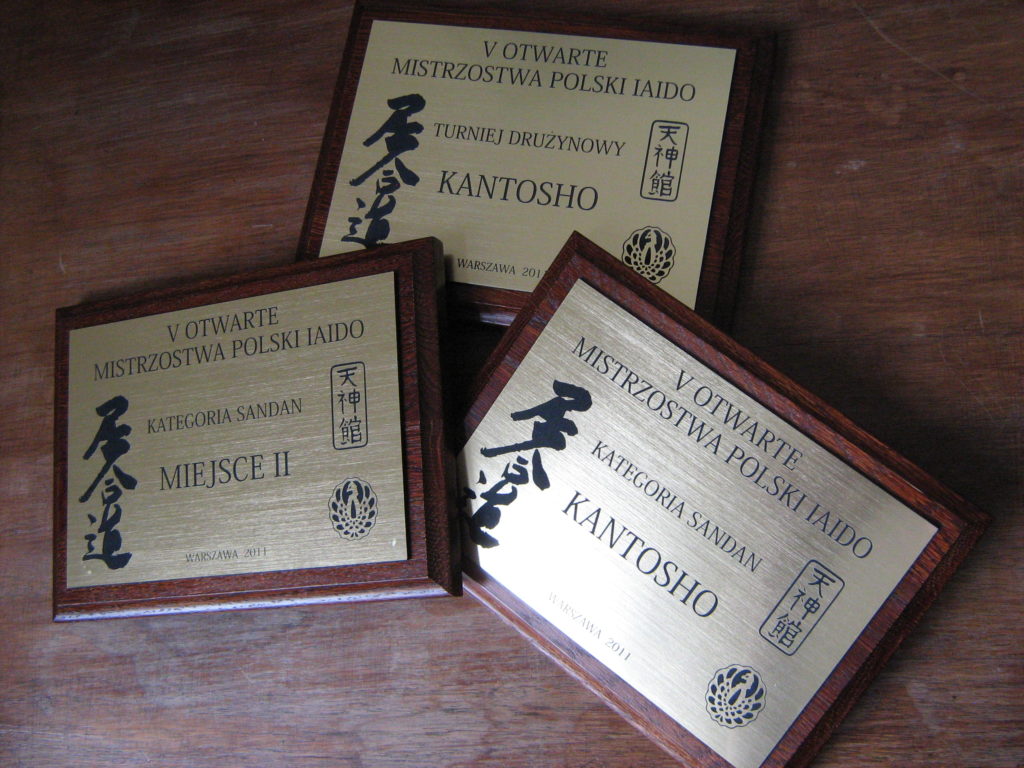 V OTWARTE
MISTRZOSTWA POLSKI IAIDO
TURNIEJ DRUŻYNOWY
KANTOSHO
WARSZAWA 2011
居合道
天神館
V OTWARTE
MISTRZOSTWA POLSKI IAIDO
KATEGORIA SANDAN
MIEJSCE II
WARSZAWA 2011
居合道
天神館
V OTWARTE
MISTRZOSTWA POLSKI IAIDO
KATEGORIA SANDAN
KANTOSHO
WARSZAWA 2011
居合道
天神館